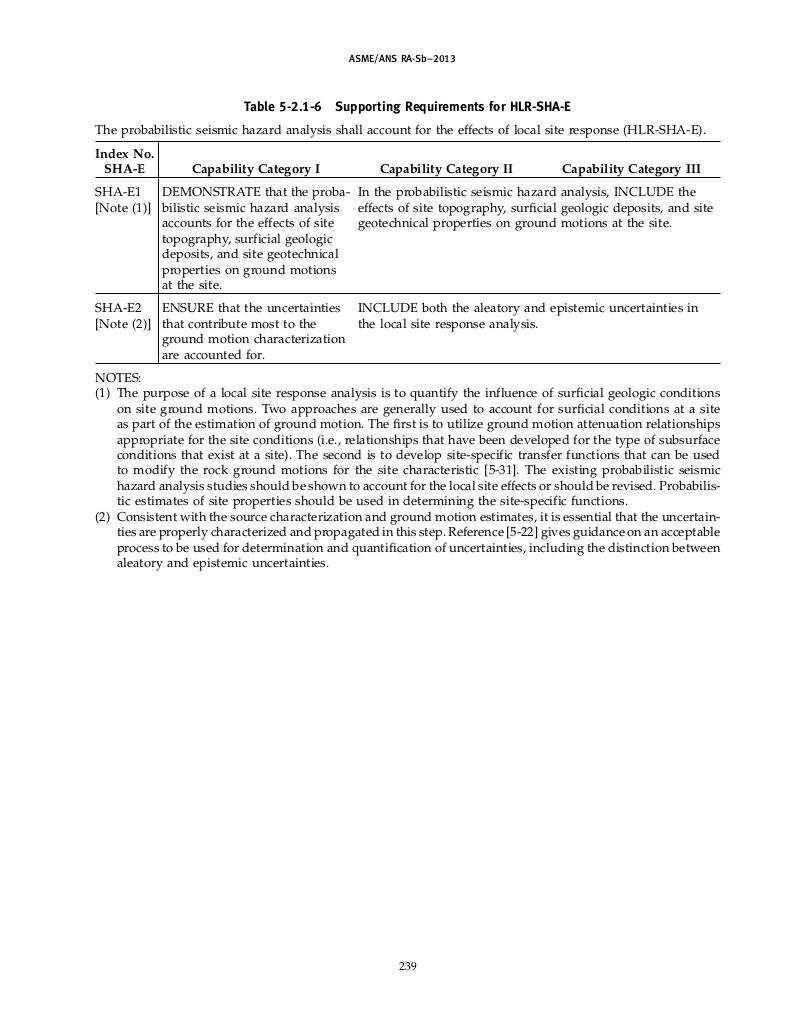 ASME/ANS RA-Sb–2013
Table 5-2.1-6 Supporting Requirements for HLR-SHA-E
The probabilistic seismic hazard analysis shall account for the effects of local site response (HLR-SHA-E).
Index No.
SHA-E Capability Category I Capability Category II Capability Category III
SHA-E1
[Note (1)]
DEMONSTRATE that the proba-
bilistic seismic hazard analysis
accounts for the effects of site
topography, surficial geologic
deposits, and site geotechnical
properties on ground motions
at the site.
In the probabilistic seismic hazard analysis, INCLUDE the
effects of site topography, surficial geologic deposits, and site
geotechnical properties on ground motions at the site.
SHA-E2
[Note (2)]
ENSURE that the uncertainties
that contribute most to the
ground motion characterization
are accounted for.
INCLUDE both the aleatory and epistemic uncertainties in
the local site response analysis.
NOTES:
(1) The purpose of a local site response analysis is to quantify the influence of surficial geologic conditions
on site ground motions. Two approaches are generally used to account for surficial conditions at a site
as part of the estimation of ground motion. The first is to utilize ground motion attenuation relationships
appropriate for the site conditions (i.e., relationships that have been developed for the type of subsurface
conditions that exist at a site). The second is to develop site-specific transfer functions that can be used
to modify the rock ground motions for the site characteristic [5-31]. The existing probabilistic seismic
hazard analysis studies should be shown to account for the local site effects or should be revised. Probabilis-
tic estimates of site properties should be used in determining the site-specific functions.
(2) Consistent with the source characterization and ground motion estimates, it is essential that the uncertain-
ties are properly characterized and propagated in this step. Reference [5-22] gives guidance on an acceptable
process to be used for determination and quantification of uncertainties, including the distinction between
aleatory and epistemic uncertainties.
239